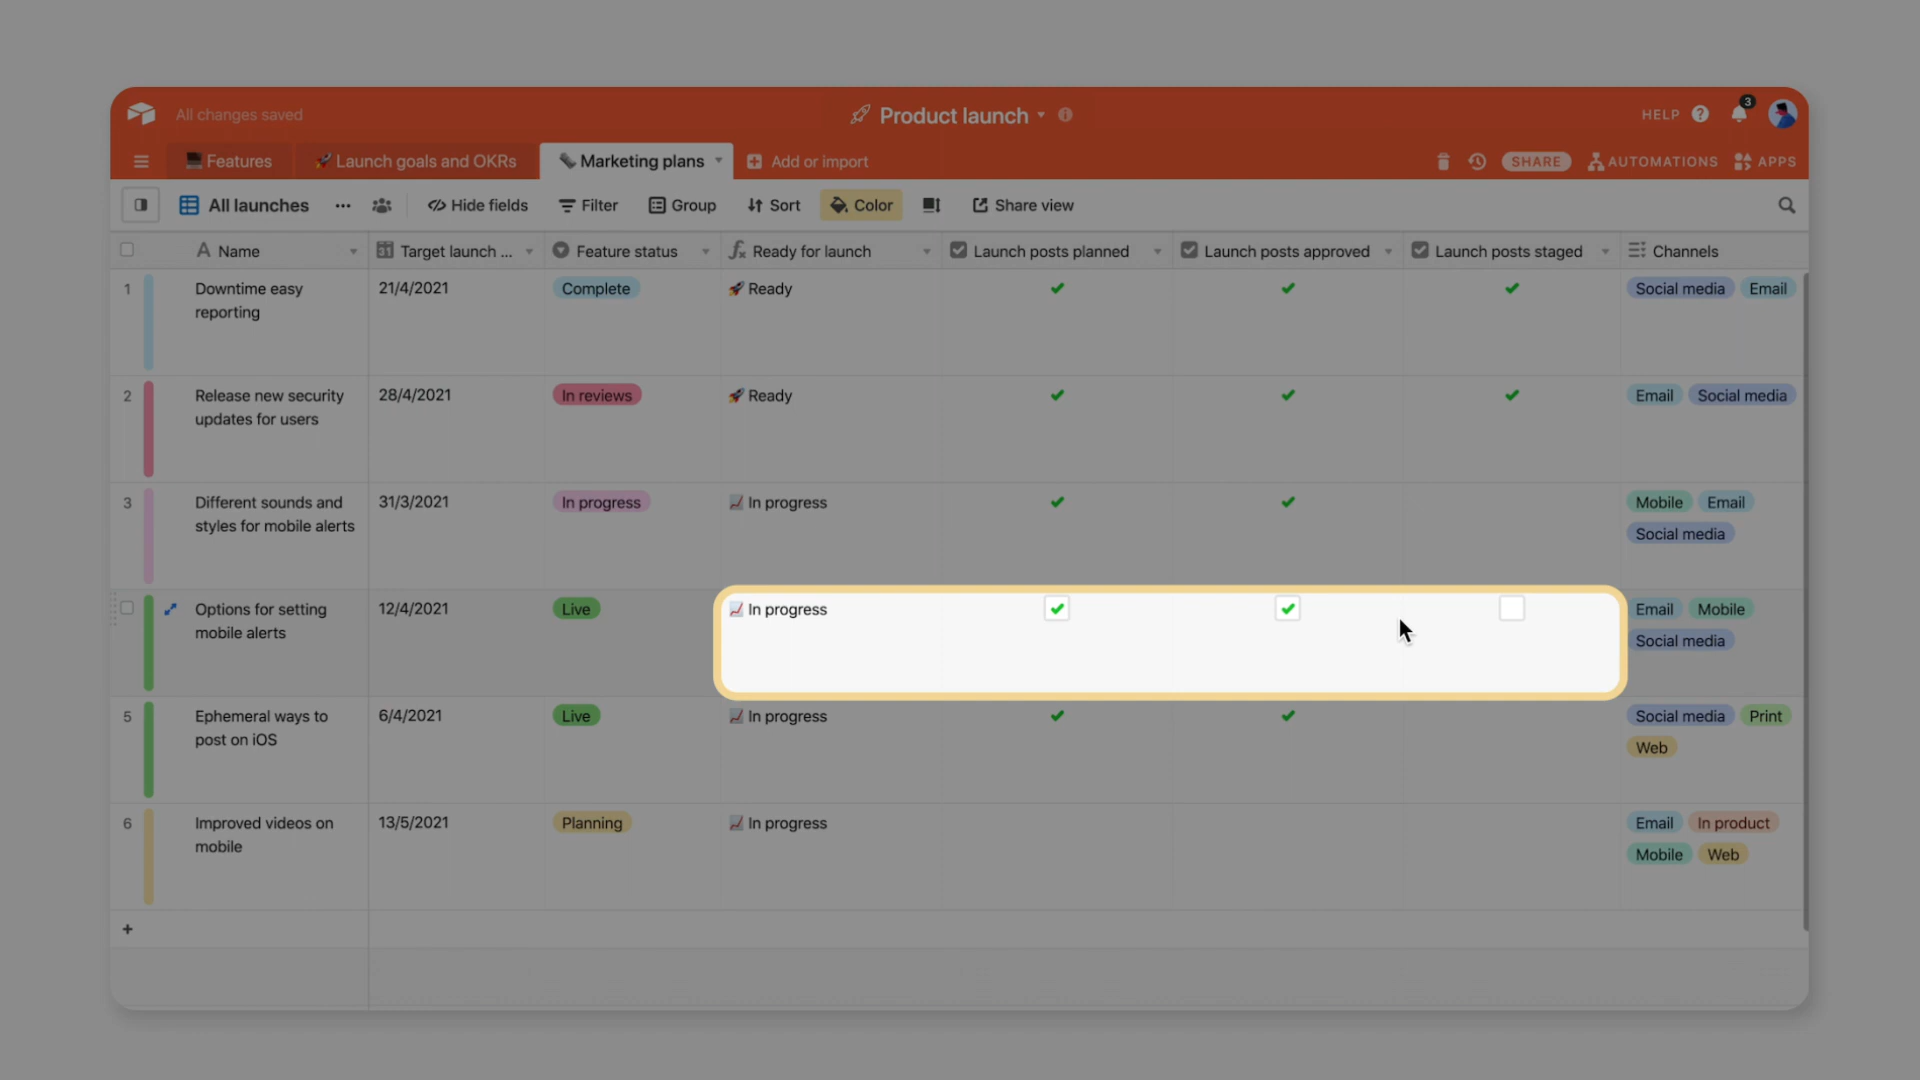 All changes saved
Product launch
HELP
3
Features
Launch goals and OKRs
Marketing plans
Add or import
SHARE
AUTOMATIONS
APPS
All launches
Hide fields
Filter
Group
Sort
Color
Share view
A Name
31 Target launch ...
Feature status
fx Ready for launch
Launch posts planned
Launch posts approved
Launch posts staged
Channels
1
Downtime easy
reporting
21/4/2021
Complete
Ready
Social media
Email
2
Release new security
updates for users
28/4/2021
In reviews
Ready
Email
Social media
3
Different sounds and
styles for mobile alerts
31/3/2021
In progress
In progress
Mobile
Email
Social media
Options for setting
mobile alerts
12/4/2021
Live
In progress
Email
Mobile
Social media
5
Ephemeral ways to
post on iOS
6/4/2021
Live
In progress
Social media
Print
Web
6
Improved videos on
mobile
13/5/2021
Planning
In progress
Email
In product
Mobile
Web